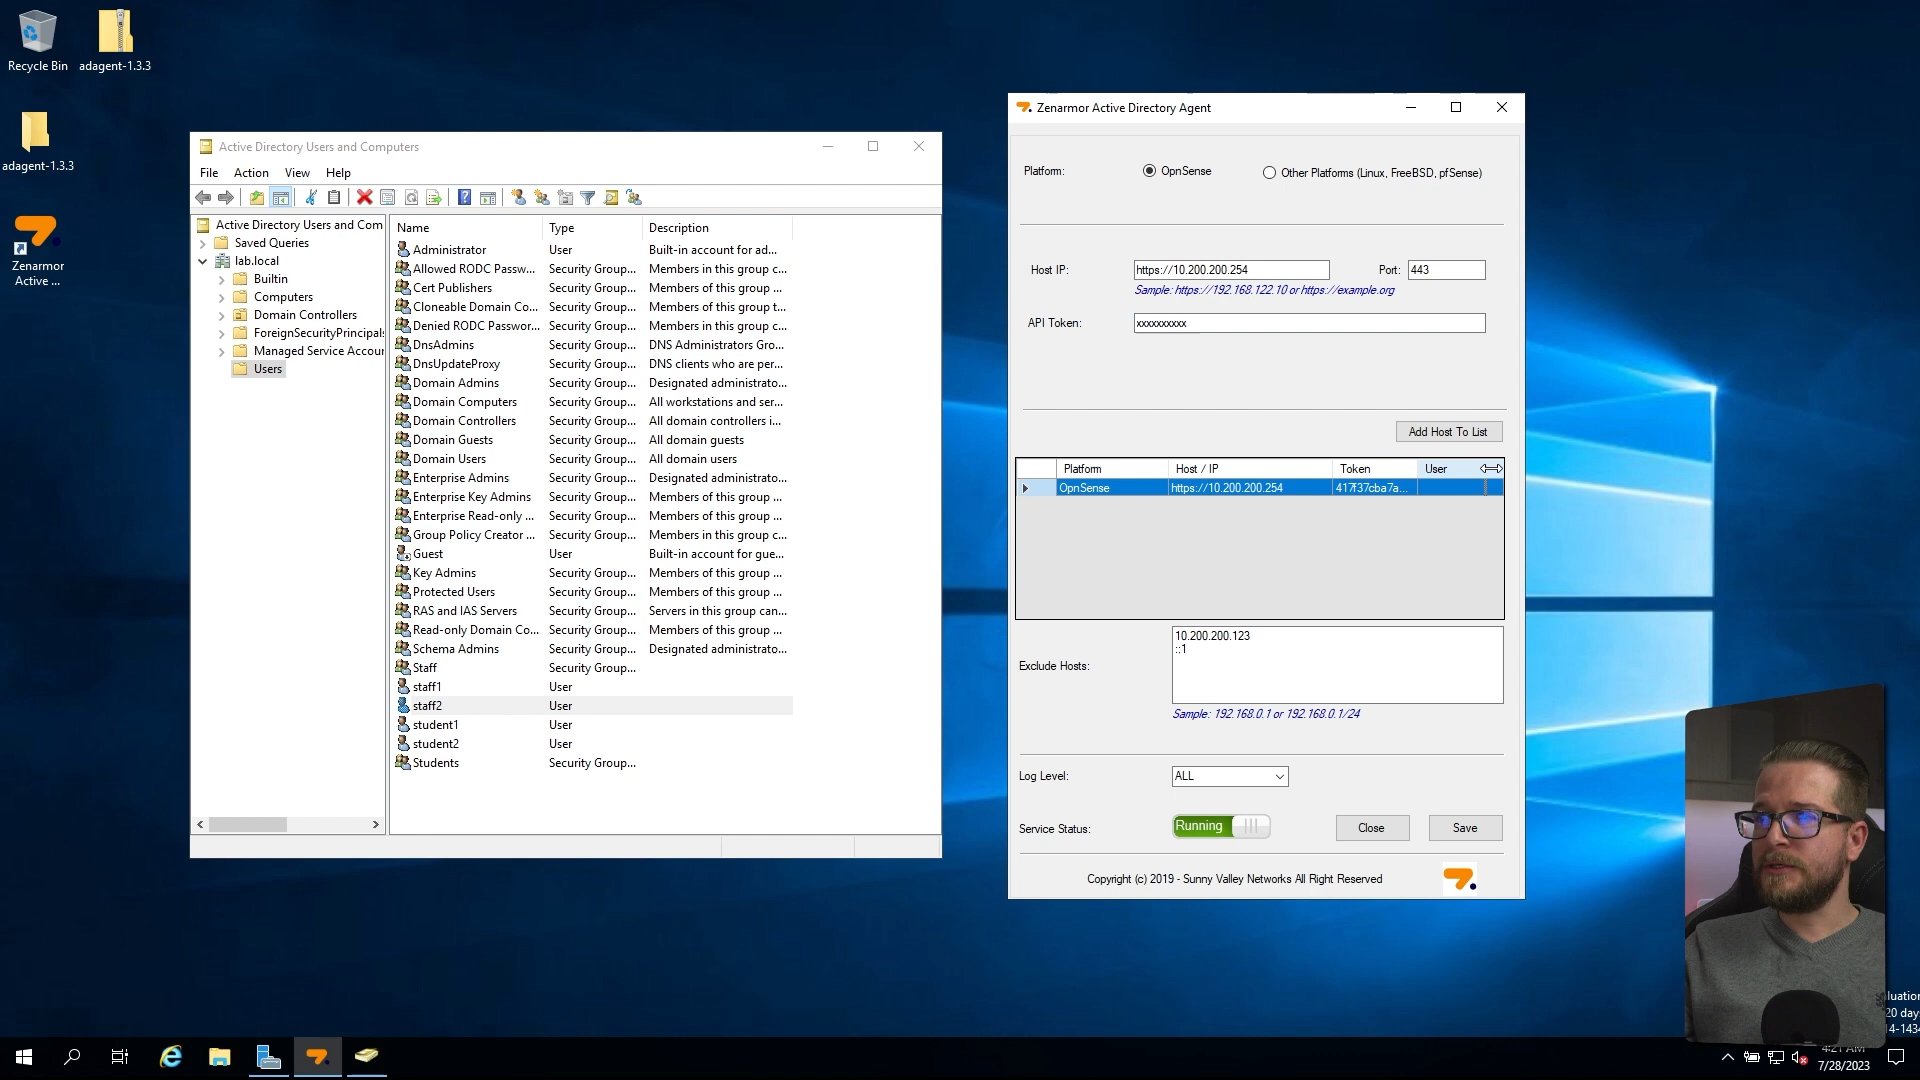 Recycle Bin
adagent-1.3.3
adagent-1.3.3
Zenarmor
Active ...
Active Directory Users and Computers
File Action View Help
Active Directory Users and Com
Saved Queries
lab.local
Builtin
Computers
Domain Controllers
ForeignSecurityPrincipals
Managed Service Accour
Users
Name Type Description
Administrator User Built-in account for ad...
Allowed RODC Passw... Security Group... Members in this group c...
Cert Publishers Security Group... Members of this group ...
Cloneable Domain Co... Security Group... Members of this group t...
Denied RODC Passwor... Security Group... Members in this group c...
DnsAdmins Security Group... DNS Administrators Gro...
DnsUpdateProxy Security Group... DNS clients who are per...
Domain Admins Security Group... Designated administrato...
Domain Computers Security Group... All workstations and ser...
Domain Controllers Security Group... All domain controllers i...
Domain Guests Security Group... All domain guests
Domain Users Security Group... All domain users
Enterprise Admins Security Group... Designated administrato...
Enterprise Key Admins Security Group... Members of this group ...
Enterprise Read-only ... Security Group... Members of this group ...
Group Policy Creator ... Security Group... Members in this group c...
Guest User Built-in account for gue...
Key Admins Security Group... Members of this group ...
Protected Users Security Group... Members of this group ...
RAS and IAS Servers Security Group... Servers in this group can...
Read-only Domain Co... Security Group... Members of this group ...
Schema Admins Security Group... Designated administrato...
Staff Security Group...
staff1 User
staff2 User
student1 User
student2 User
Students Security Group...
Zenarmor Active Directory Agent
Platform: OpnSense Other Platforms (Linux, FreeBSD, pfSense)
Host IP: https://10.200.200.254 Port: 443
Sample: https://192.168.122.10 or https://example.org
API Token: xxxxxxxxxx
Add Host To List
Platform Host / IP Token User
OpnSense https://10.200.200.254 417f37cba7a...
Exclude Hosts: 10.200.200.123
::1
Sample: 192.168.0.1 or 192.168.0.1/24
Log Level: ALL
Service Status: Running Close Save
Copyright (c) 2019 - Sunny Valley Networks All Right Reserved
luation
20 day
14-1434
4:21 AM
7/28/2023